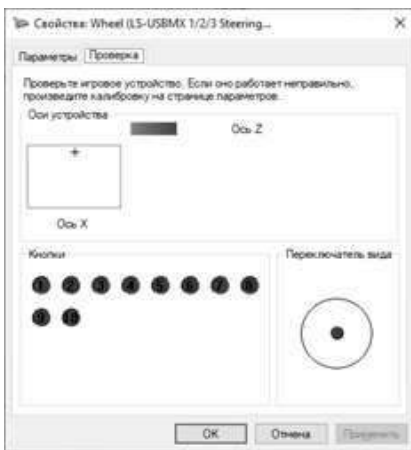 Свойства: Wheel (LS-USBMX 1/2/3 Steering...
Параметры Проверка
Проверьте игровое устройство. Если оно работает неправильно,
произведите калибровку на странице параметров.
Оси устройства
Ось Z
Ось X
Кнопки
Переключатель вида
1 2 3 4 5 6 7 8
9 10
OK Отмена Применить